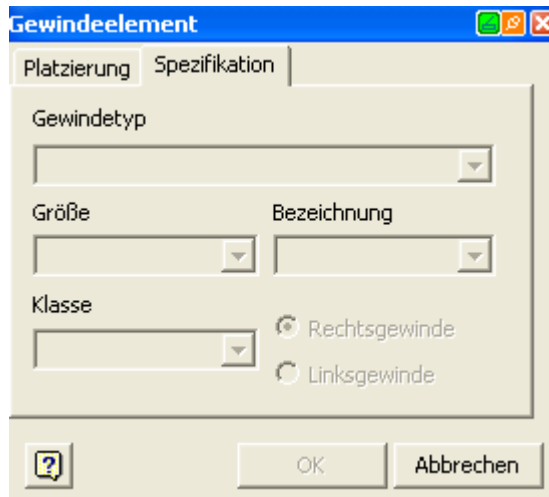 Gewindeelement
Platzierung Spezifikation
Gewindetyp
Größe Bezeichnung
Klasse
Rechtsgewinde
Linksgewinde
? OK Abbrechen